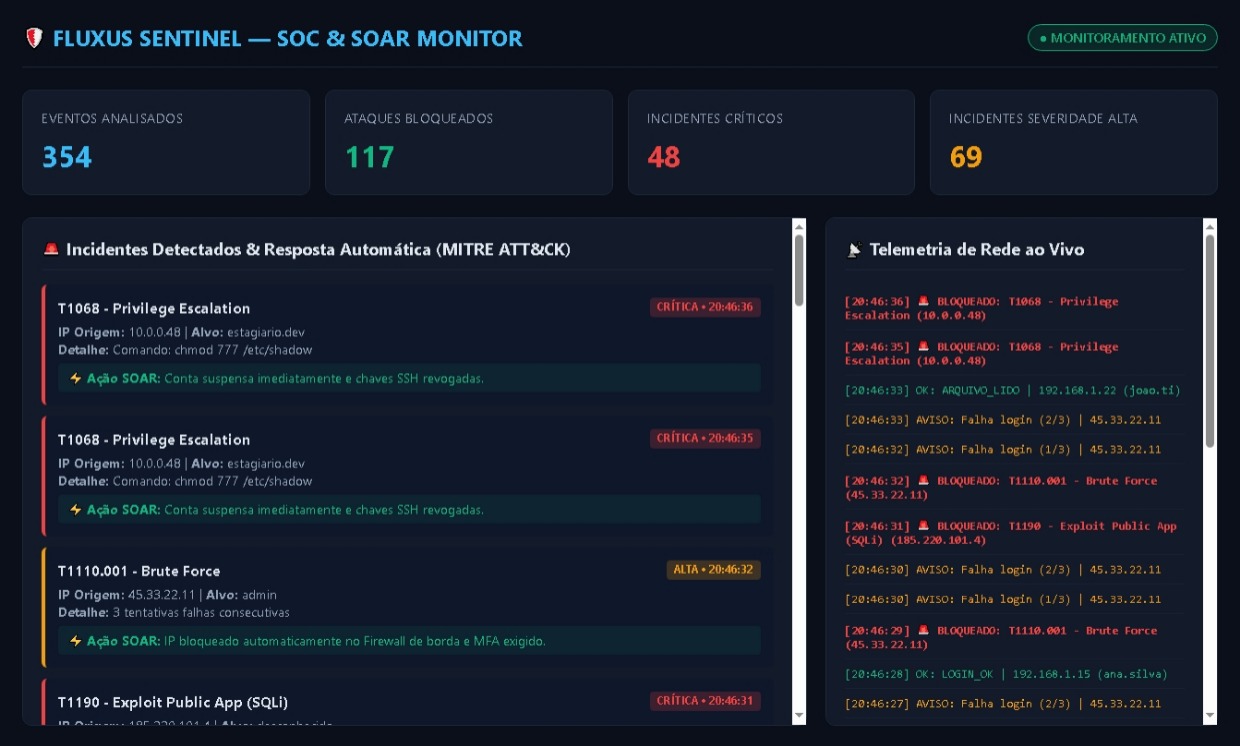 FLUXUS SENTINEL — SOC & SOAR MONITOR
● MONITORAMENTO ATIVO
EVENTOS ANALISADOS
354
ATAQUES BLOQUEADOS
117
INCIDENTES CRÍTICOS
48
INCIDENTES SEVERIDADE ALTA
69
Incidentes Detectados & Resposta Automática (MITRE ATT&CK)
T1068 - Privilege Escalation
CRÍTICA • 20:46:36
IP Origem: 10.0.0.48 | Alvo: estagiario.dev
Detalhe: Comando: chmod 777 /etc/shadow
⚡ Ação SOAR: Conta suspensa imediatamente e chaves SSH revogadas.
T1068 - Privilege Escalation
CRÍTICA • 20:46:35
IP Origem: 10.0.0.48 | Alvo: estagiario.dev
Detalhe: Comando: chmod 777 /etc/shadow
⚡ Ação SOAR: Conta suspensa imediatamente e chaves SSH revogadas.
T1110.001 - Brute Force
ALTA • 20:46:32
IP Origem: 45.33.22.11 | Alvo: admin
Detalhe: 3 tentativas falhas consecutivas
⚡ Ação SOAR: IP bloqueado automaticamente no Firewall de borda e MFA exigido.
T1190 - Exploit Public App (SQLi)
CRÍTICA • 20:46:31
IP Origem: 185.220.101.4 | Alvo: desconhecido
Telemetria de Rede ao Vivo
[20:46:36] 🚨 BLOQUEADO: T1068 - Privilege
Escalation (10.0.0.48)
[20:46:35] 🚨 BLOQUEADO: T1068 - Privilege
Escalation (10.0.0.48)
[20:46:33] OK: ARQUIVO_LIDO | 192.168.1.22 (joao.ti)
[20:46:33] AVISO: Falha login (2/3) | 45.33.22.11
[20:46:32] AVISO: Falha login (1/3) | 45.33.22.11
[20:46:32] 🚨 BLOQUEADO: T1110.001 - Brute Force
(45.33.22.11)
[20:46:31] 🚨 BLOQUEADO: T1190 - Exploit Public App
(SQLi) (185.220.101.4)
[20:46:30] AVISO: Falha login (2/3) | 45.33.22.11
[20:46:30] AVISO: Falha login (1/3) | 45.33.22.11
[20:46:29] 🚨 BLOQUEADO: T1110.001 - Brute Force
(45.33.22.11)
[20:46:28] OK: LOGIN_OK | 192.168.1.15 (ana.silva)
[20:46:27] AVISO: Falha login (2/3) | 45.33.22.11